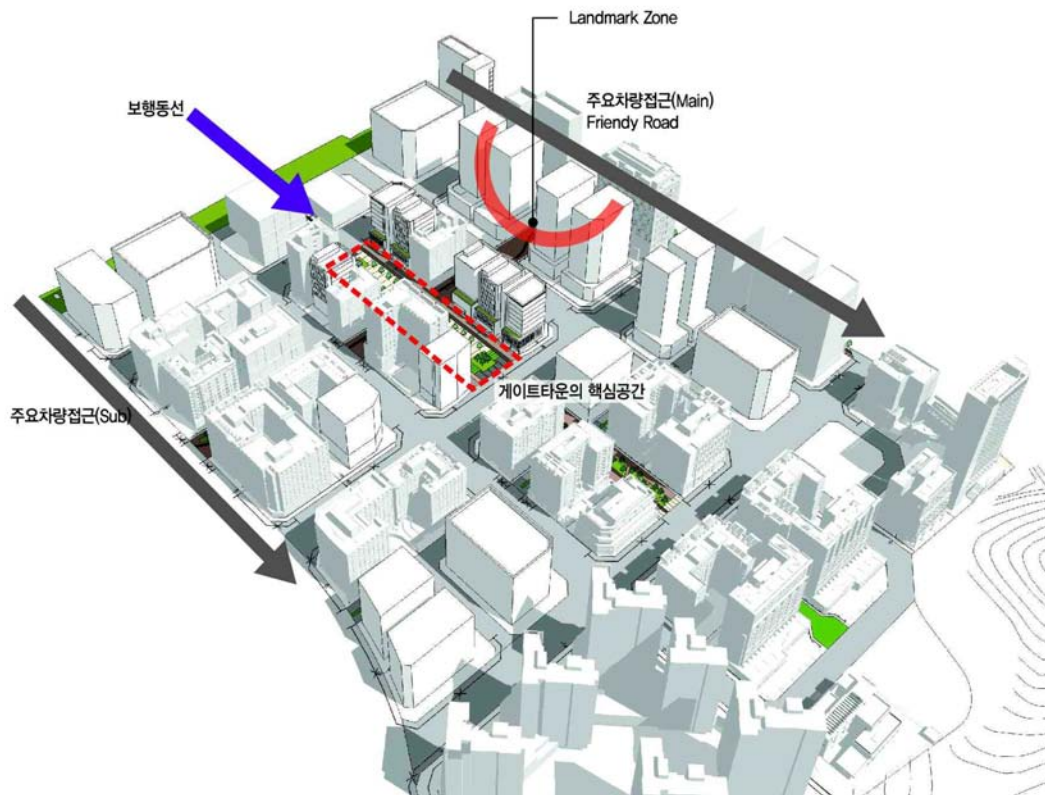 Landmark Zone
주요차량접근(Main)
Friendy Road
보행동선
게이트타운의 핵심공간
주요차량접근(Sub)